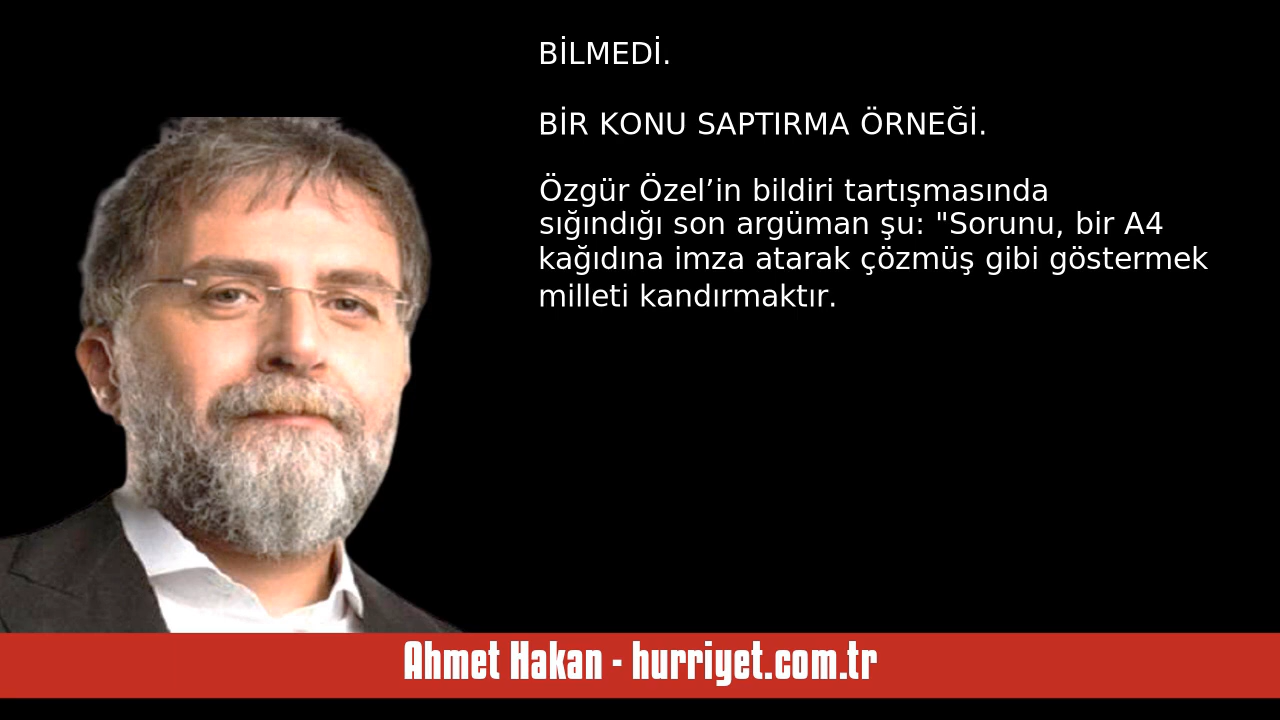 BİLMEDİ.
BİR KONU SAPTIRMA ÖRNEĞİ.
Özgür Özel’in bildiri tartışmasında
sığındığı son argüman şu: "Sorunu, bir A4
kağıdına imza atarak çözmüş gibi göstermek
milleti kandırmaktır.
Ahmet Hakan - hurriyet.com.tr